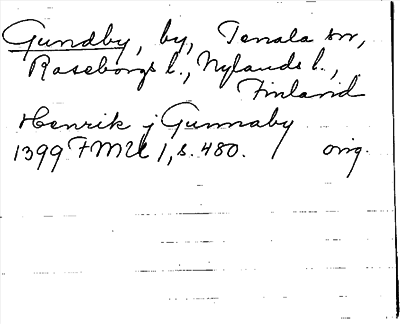 Gundby, by, Tenala sn,
Raseborgs l., Nylands l.,
Finland
Henrik j Gunnaby
1399 FMU 1, s. 480. orig.